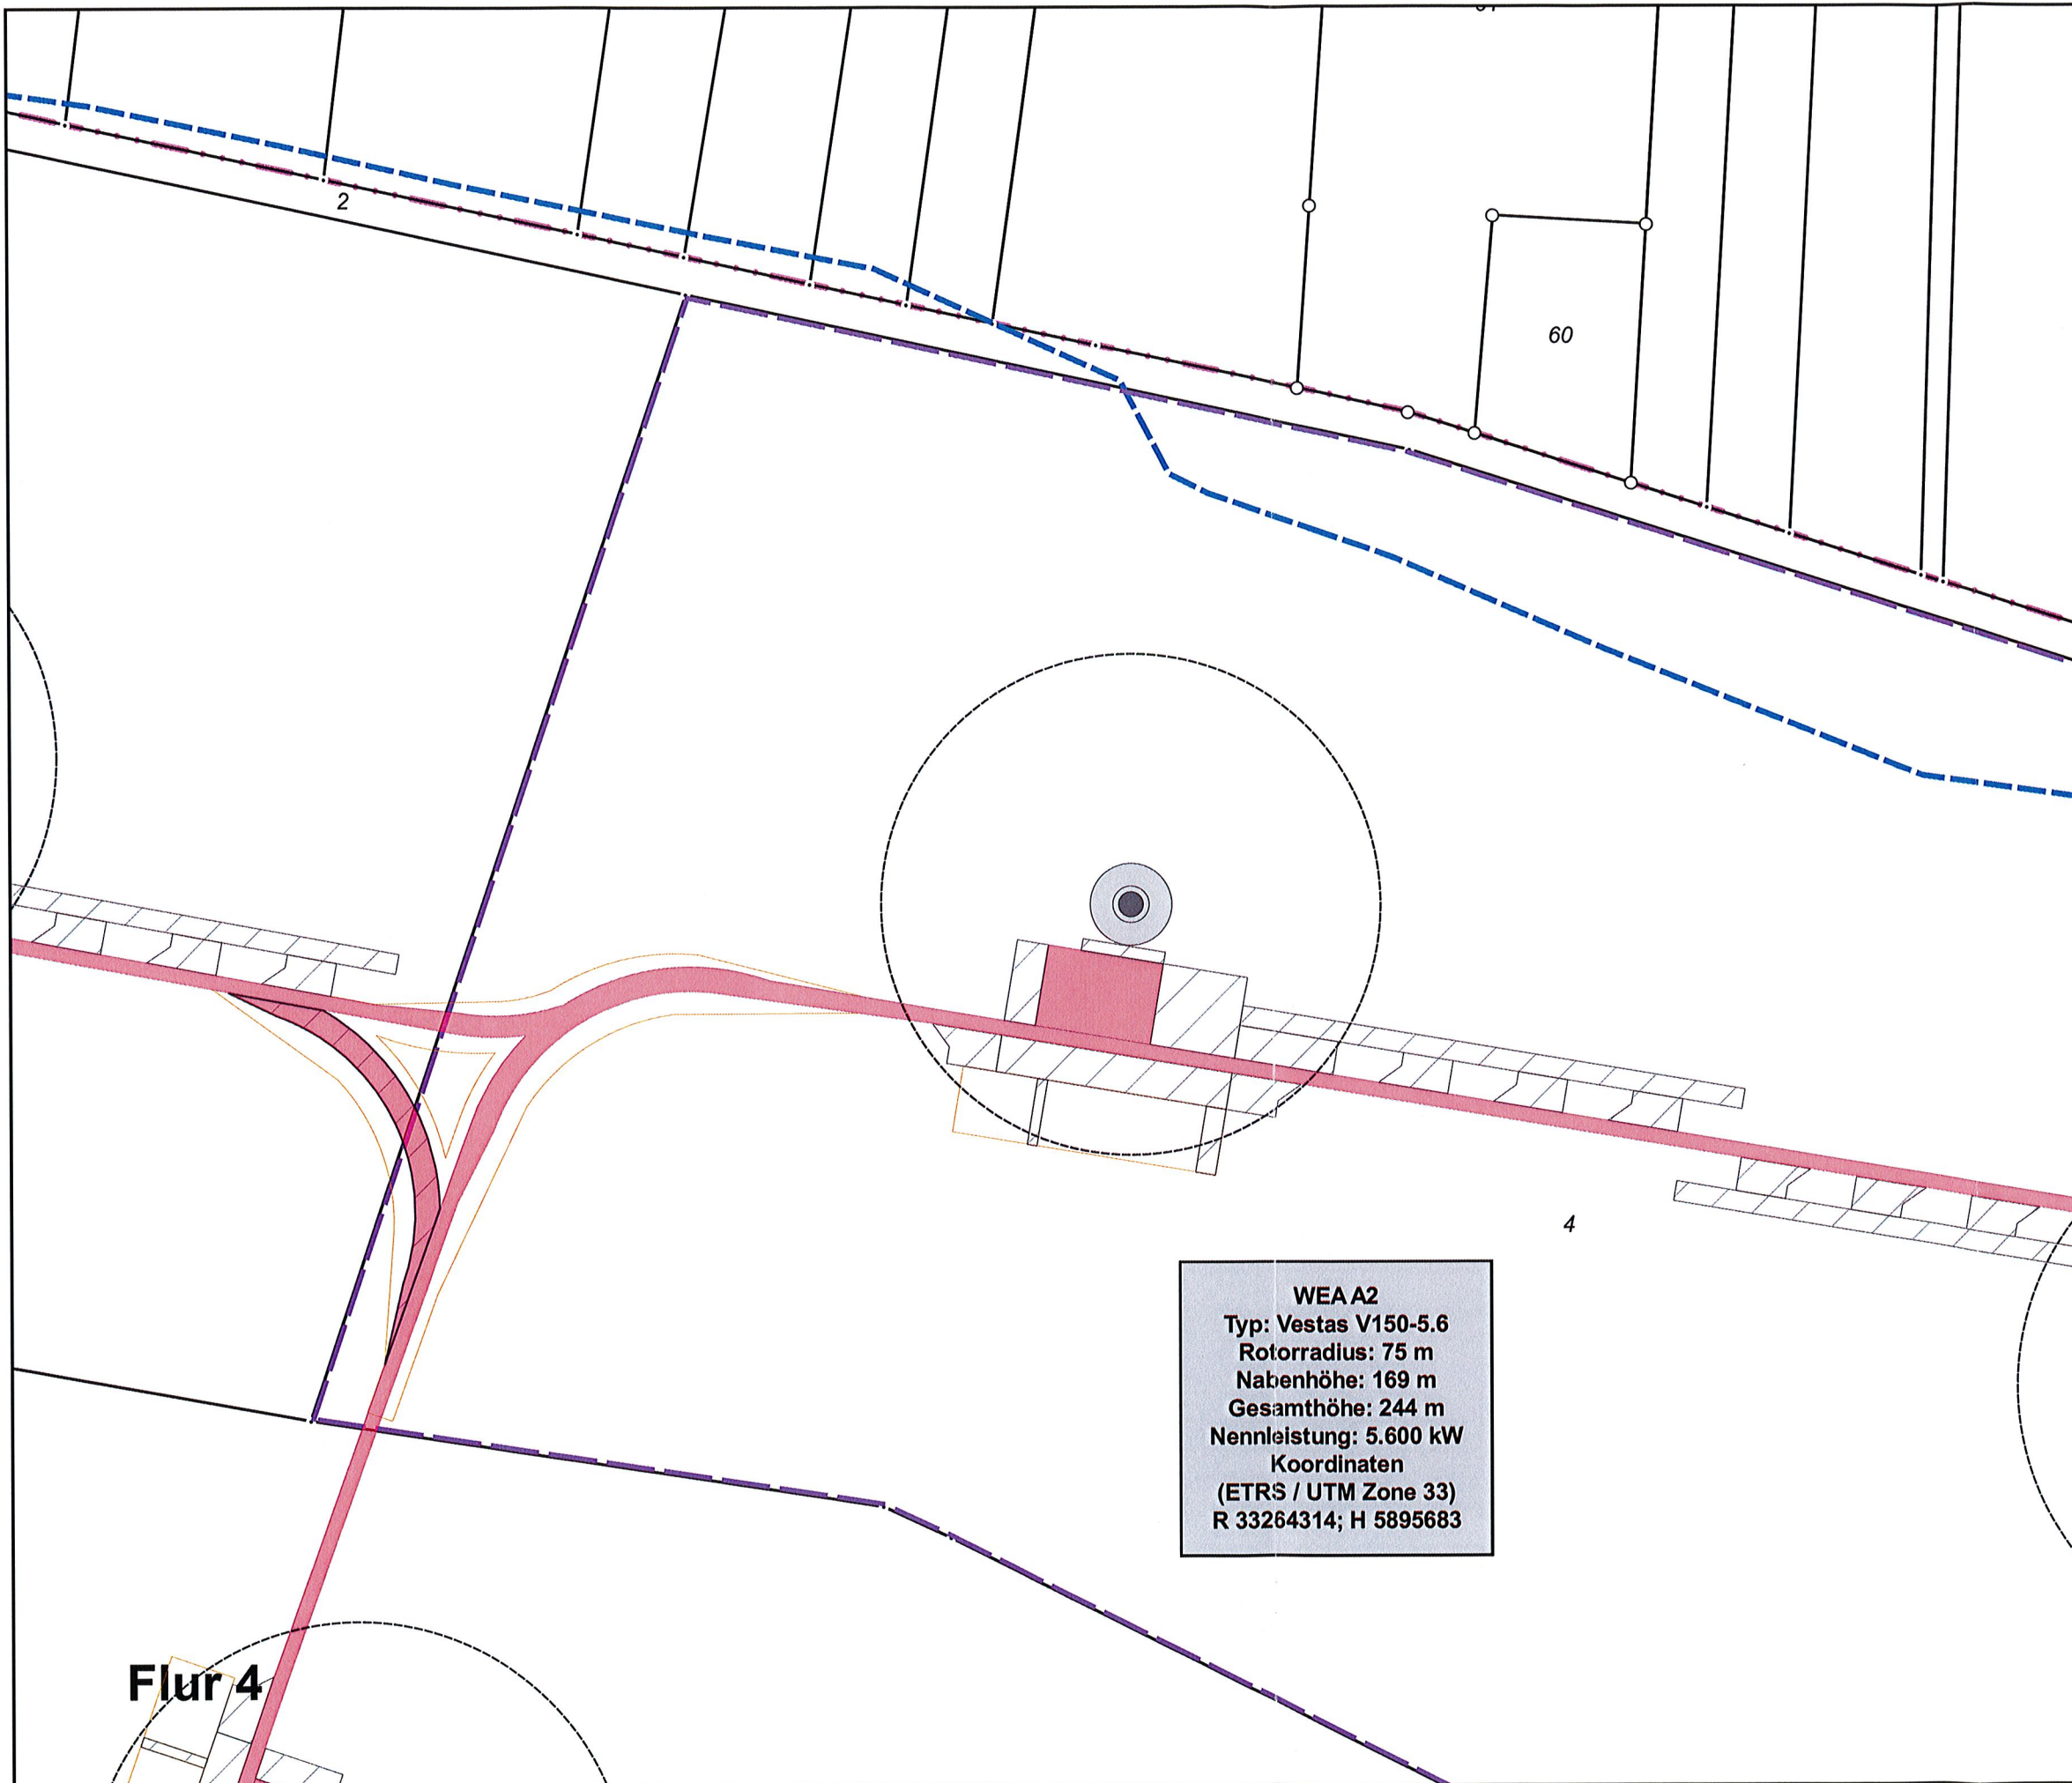 2
60
4
WEA A2
Typ: Vestas V150-5.6
Rotorradius: 75 m
Nabenhöhe: 169 m
Gesamthöhe: 244 m
Nennleistung: 5.600 kW
Koordinaten
(ETRS / UTM Zone 33)
R 33264314; H 5895683
Flur 4